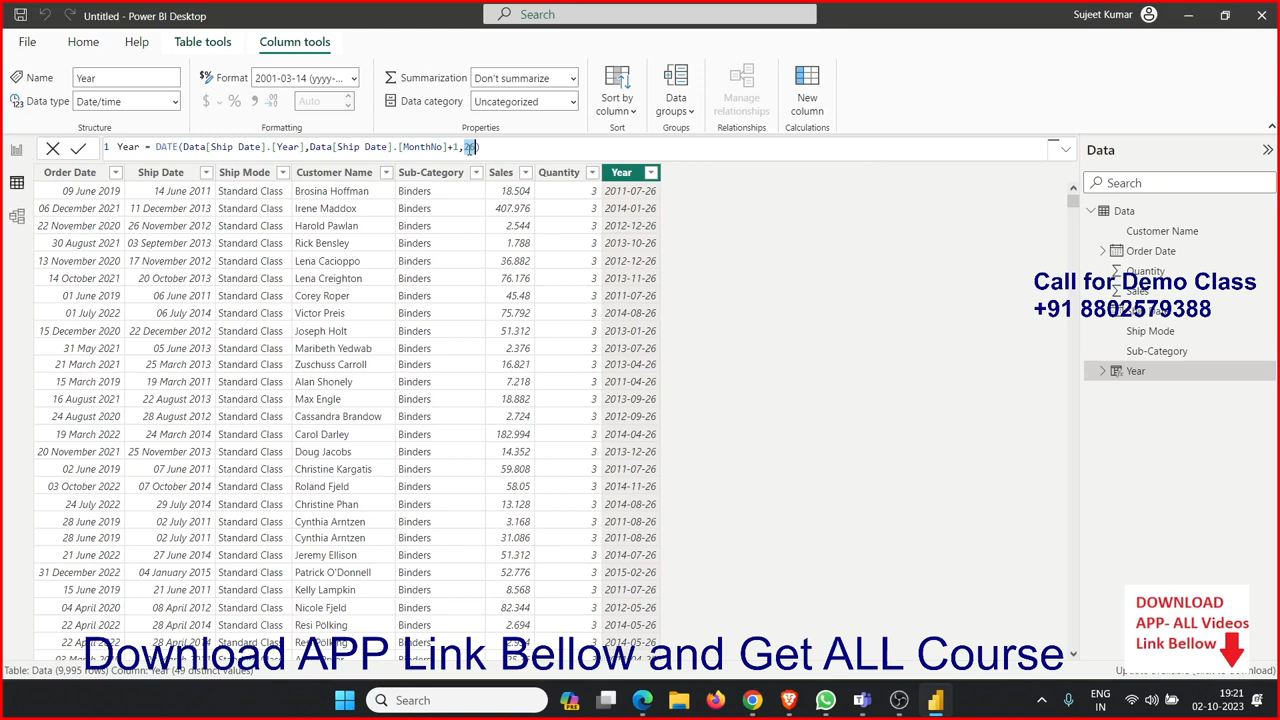 Untitled - Power BI Desktop
Search
Sujeet Kumar
File Home Help Table tools Column tools
Name Year
Format 2001-03-14 (yyyy-...
Summarization Don't summarize
Data type Date/time
$ % 9 Auto
Data category Uncategorized
Sort by column
Data groups
Manage relationships
New column
Structure Formatting Properties Sort Groups Relationships Calculations
1 Year = DATE(Data[Ship Date].[Year],Data[Ship Date].[MonthNo]+1,26)
Order Date Ship Date Ship Mode Customer Name Sub-Category Sales Quantity Year
09 June 2019 14 June 2011 Standard Class Brosina Hoffman Binders 18.504 3 2011-07-26
06 December 2021 11 December 2013 Standard Class Irene Maddox Binders 407.976 3 2014-01-26
22 November 2020 26 November 2012 Standard Class Harold Pawlan Binders 2.544 3 2012-12-26
30 August 2021 03 September 2013 Standard Class Rick Bensley Binders 1.788 3 2013-10-26
13 November 2020 17 November 2012 Standard Class Lena Cacioppo Binders 36.882 3 2012-12-26
14 October 2021 20 October 2013 Standard Class Lena Creighton Binders 76.176 3 2013-11-26
01 June 2019 06 June 2011 Standard Class Corey Roper Binders 45.48 3 2011-07-26
01 July 2022 06 July 2014 Standard Class Victor Preis Binders 75.792 3 2014-08-26
15 December 2020 22 December 2012 Standard Class Joseph Holt Binders 51.312 3 2013-01-26
31 May 2021 05 June 2013 Standard Class Maribeth Yedwab Binders 2.376 3 2013-07-26
21 March 2021 25 March 2013 Standard Class Zuschuss Carroll Binders 16.821 3 2013-04-26
15 March 2019 19 March 2011 Standard Class Alan Shonely Binders 7.218 3 2011-04-26
16 August 2021 21 August 2013 Standard Class Max Engle Binders 18.882 3 2013-09-26
24 August 2020 28 August 2012 Standard Class Cassandra Brandow Binders 2.724 3 2012-09-26
19 March 2022 24 March 2014 Standard Class Carol Darley Binders 182.994 3 2014-04-26
20 November 2021 25 November 2013 Standard Class Doug Jacobs Binders 14.352 3 2013-12-26
02 June 2019 07 June 2011 Standard Class Christine Kargatis Binders 59.808 3 2011-07-26
03 October 2022 06 October 2014 Standard Class Roland Fjeld Binders 58.05 3 2014-11-26
24 July 2022 29 July 2014 Standard Class Christine Phan Binders 13.128 3 2014-08-26
28 June 2019 02 July 2011 Standard Class Cynthia Arntzen Binders 3.168 3 2011-08-26
28 June 2019 02 July 2011 Standard Class Cynthia Arntzen Binders 31.086 3 2011-08-26
21 June 2022 27 June 2014 Standard Class Jeremy Ellison Binders 51.312 3 2014-07-26
31 December 2022 04 January 2015 Standard Class Patrick O'Donnell Binders 52.776 3 2015-02-26
15 June 2019 21 June 2011 Standard Class Kelly Lampkin Binders 8.568 3 2011-07-26
04 April 2020 08 April 2012 Standard Class Nicole Fjeld Binders 82.344 3 2012-05-26
22 April 2022 28 April 2014 Standard Class Resi Pölking Binders 2.694 3 2014-05-26
Data
Search
Data
Customer Name
Order Date
Quantity
Sales
Ship Mode
Sub-Category
Year
Call for Demo Class
+91 8802579388
DOWNLOAD
APP- ALL Videos
Link Bellow
Download APP Link Bellow and Get ALL Course
Table: Data (9,995 rows) Column: Year (49 distinct values)
Search
PRE
ENG
IN
19:21
02-10-2023